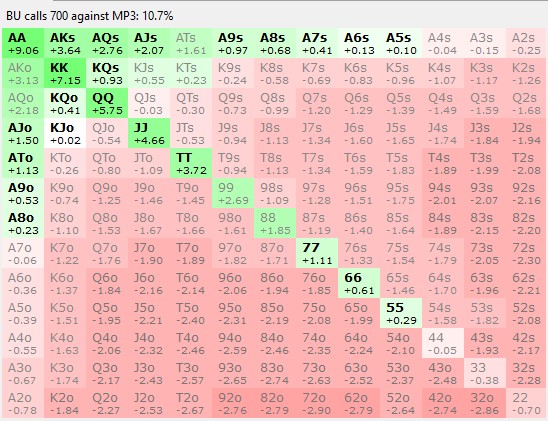 BU calls 700 against MP3: 10.7%
AA AKs AQs AJs ATs A9s A8s A7s A6s A5s A4s A3s A2s
+9.06 +3.64 +2.76 +2.07 +1.61 +0.97 +0.68 +0.41 +0.13 +0.10 -0.04 -0.15 -0.25
AKo KK KQs KJs KTs K9s K8s K7s K6s K5s K4s K3s K2s
+3.13 +7.15 +0.93 +0.55 +0.23 -0.24 -0.58 -0.69 -0.83 -0.96 -1.07 -1.17 -1.26
AQo KQo QQ QJs QTs Q9s Q8s Q7s Q6s Q5s Q4s Q3s Q2s
+2.18 +0.41 +5.75 -0.03 -0.30 -0.73 -0.99 -1.20 -1.29 -1.39 -1.49 -1.59 -1.68
AJo KJo QJo JJ JTs J9s J8s J7s J6s J5s J4s J3s J2s
+1.50 +0.02 -0.54 +4.66 -0.53 -0.94 -1.13 -1.34 -1.60 -1.65 -1.74 -1.84 -1.94
ATo KTo QTo JTo TT T9s T8s T7s T6s T5s T4s T3s T2s
+1.13 -0.26 -0.80 -1.09 +3.72 -0.94 -1.13 -1.34 -1.59 -1.83 -1.89 -1.99 -2.08
A9o K9o Q9o J9o T9o 99 98s 97s 96s 95s 94s 93s 92s
+0.53 -0.74 -1.25 -1.46 -1.45 +2.69 -1.09 -1.28 -1.51 -1.75 -2.01 -2.07 -2.16
A8o K8o Q8o J8o T8o 98o 88 87s 86s 85s 84s 83s 82s
+0.23 -1.10 -1.53 -1.67 -1.66 -1.61 +1.85 -1.19 -1.40 -1.64 -1.89 -2.15 -2.20
A7o K7o Q7o J7o T7o 97o 87o 77 76s 75s 74s 73s 72s
-0.06 -1.22 -1.76 -1.90 -1.89 -1.82 -1.71 +1.11 -1.33 -1.54 -1.79 -2.05 -2.30
A6o K6o Q6o J6o T6o 96o 86o 76o 66 65s 64s 63s 62s
-0.36 -1.37 -1.84 -2.16 -2.14 -2.06 -1.94 -1.85 +0.61 -1.46 -1.70 -1.96 -2.21
A5o K5o Q5o J5o T5o 95o 85o 75o 65o 55 54s 53s 52s
-0.39 -1.51 -1.95 -2.21 -2.40 -2.31 -2.19 -2.08 -1.99 +0.29 -1.58 -1.82 -2.08
A4o K4o Q4o J4o T4o 94o 84o 74o 64o 54o 44 43s 42s
-0.55 -1.63 -2.06 -2.32 -2.46 -2.59 -2.46 -2.35 -2.24 -2.10 -0.05 -1.93 -2.17
A3o K3o Q3o J3o T3o 93o 83o 73o 63o 53o 43o 33 32s
-0.67 -1.74 -2.17 -2.43 -2.57 -2.65 -2.74 -2.63 -2.52 -2.37 -2.48 -0.38 -2.28
A2o K2o Q2o J2o T2o 92o 82o 72o 62o 52o 42o 32o 22
-0.78 -1.84 -2.27 -2.53 -2.67 -2.76 -2.79 -2.90 -2.79 -2.64 -2.74 -2.86 -0.70